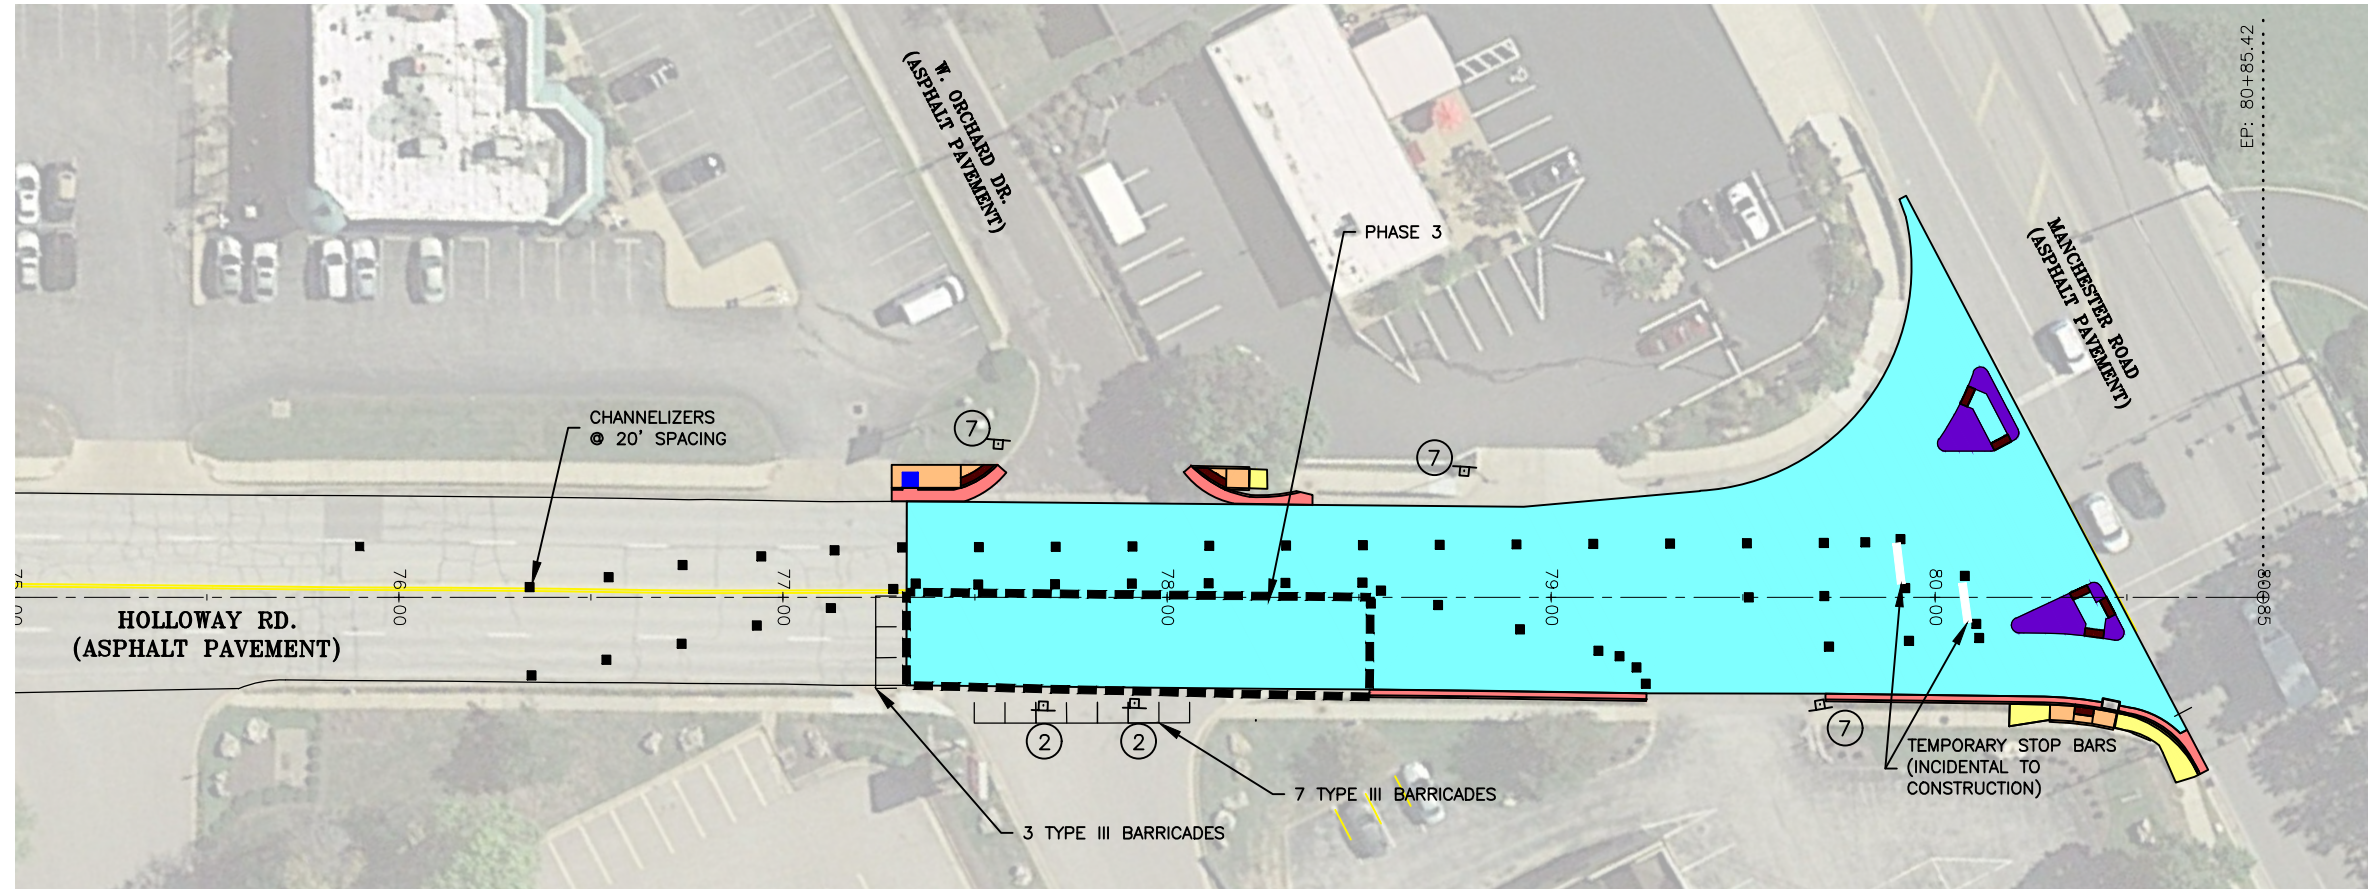 W. ORCHARD DR.
(ASPHALT PAVEMENT)
EP: 80+85.42
PHASE 3
MANCHESTER ROAD
(ASPHALT PAVEMENT)
CHANNELIZERS
@ 20' SPACING
7
7
76+00
77+00
78+00
79+00
80+00
80+85
HOLLOWAY RD.
(ASPHALT PAVEMENT)
2
2
7
TEMPORARY STOP BARS
(INCIDENTAL TO
CONSTRUCTION)
7 TYPE III BARRICADES
3 TYPE III BARRICADES